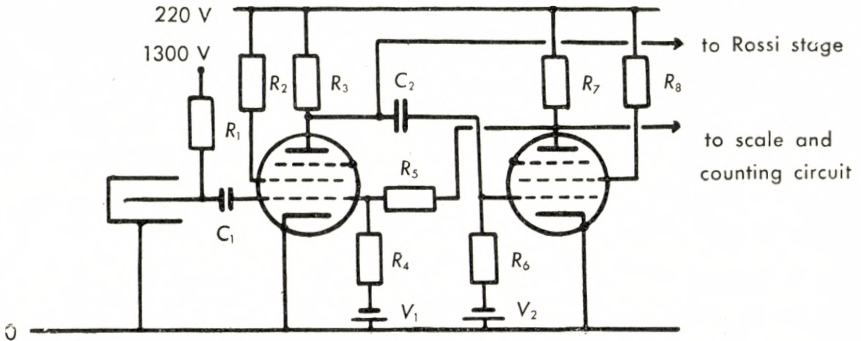 220 V
1300 V
to Rossi stage
R₂
R₃
C₂
R₇
R₈
R₁
to scale and
counting circuit
R₅
C₁
R₄
R₆
V₁
V₂
0